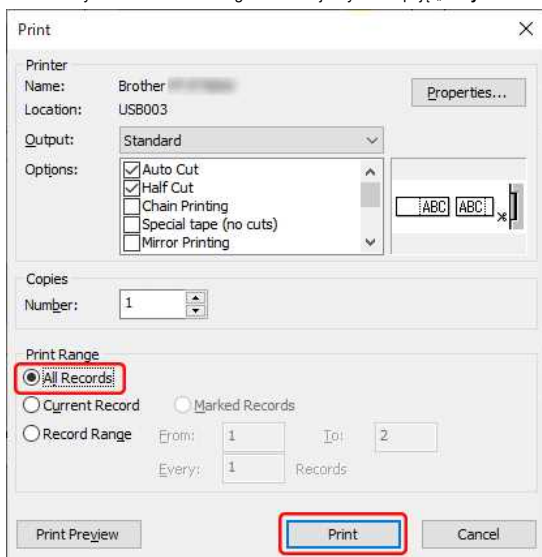 Print
Printer
Name: Brother
Properties...
Location: USB003
Output: Standard
Options: Auto Cut
Half Cut
Chain Printing
Special tape (no cuts)
Mirror Printing
ABC ABC
Copies
Number: 1
Print Range
All Records
Current Record Marked Records
Record Range From: 1 To: 2
Every: 1 Records
Print Preview Print Cancel